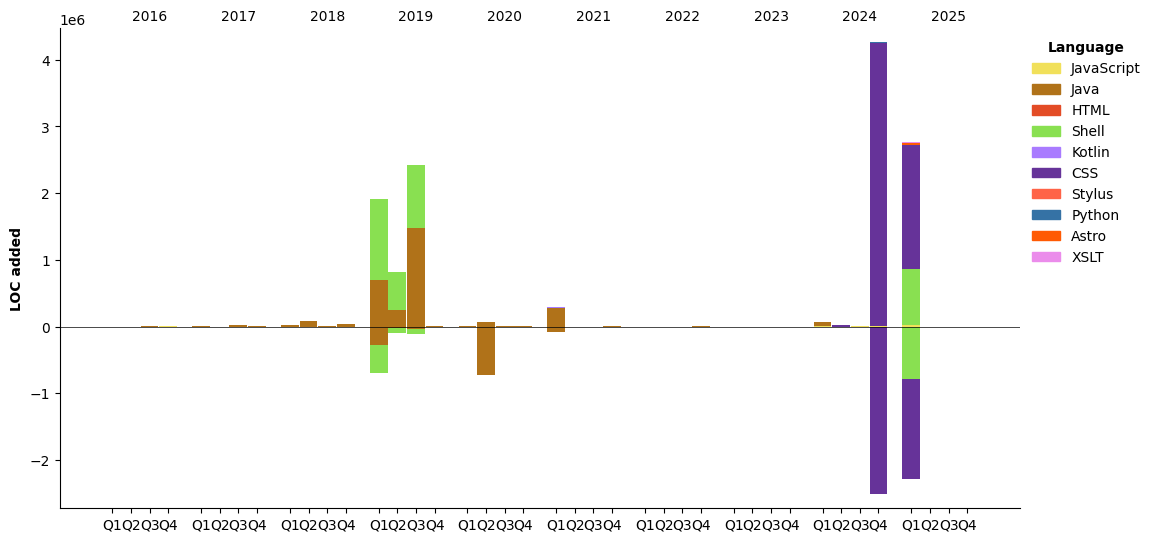 1e6
2016 2017 2018 2019 2020 2021 2022 2023 2024 2025
LOC added
4
3
2
1
0
−1
−2
Q1Q2Q3Q4 Q1Q2Q3Q4 Q1Q2Q3Q4 Q1Q2Q3Q4 Q1Q2Q3Q4 Q1Q2Q3Q4 Q1Q2Q3Q4 Q1Q2Q3Q4 Q1Q2Q3Q4 Q1Q2Q3Q4
Language
JavaScript
Java
HTML
Shell
Kotlin
CSS
Stylus
Python
Astro
XSLT